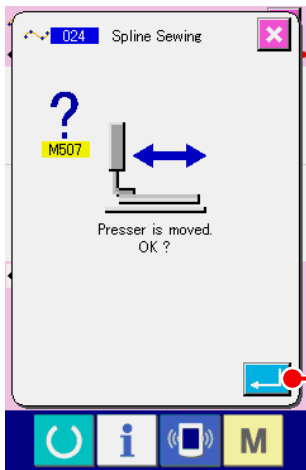 024 Spline Sewing
?
M507
Presser is moved.
OK ?
i M